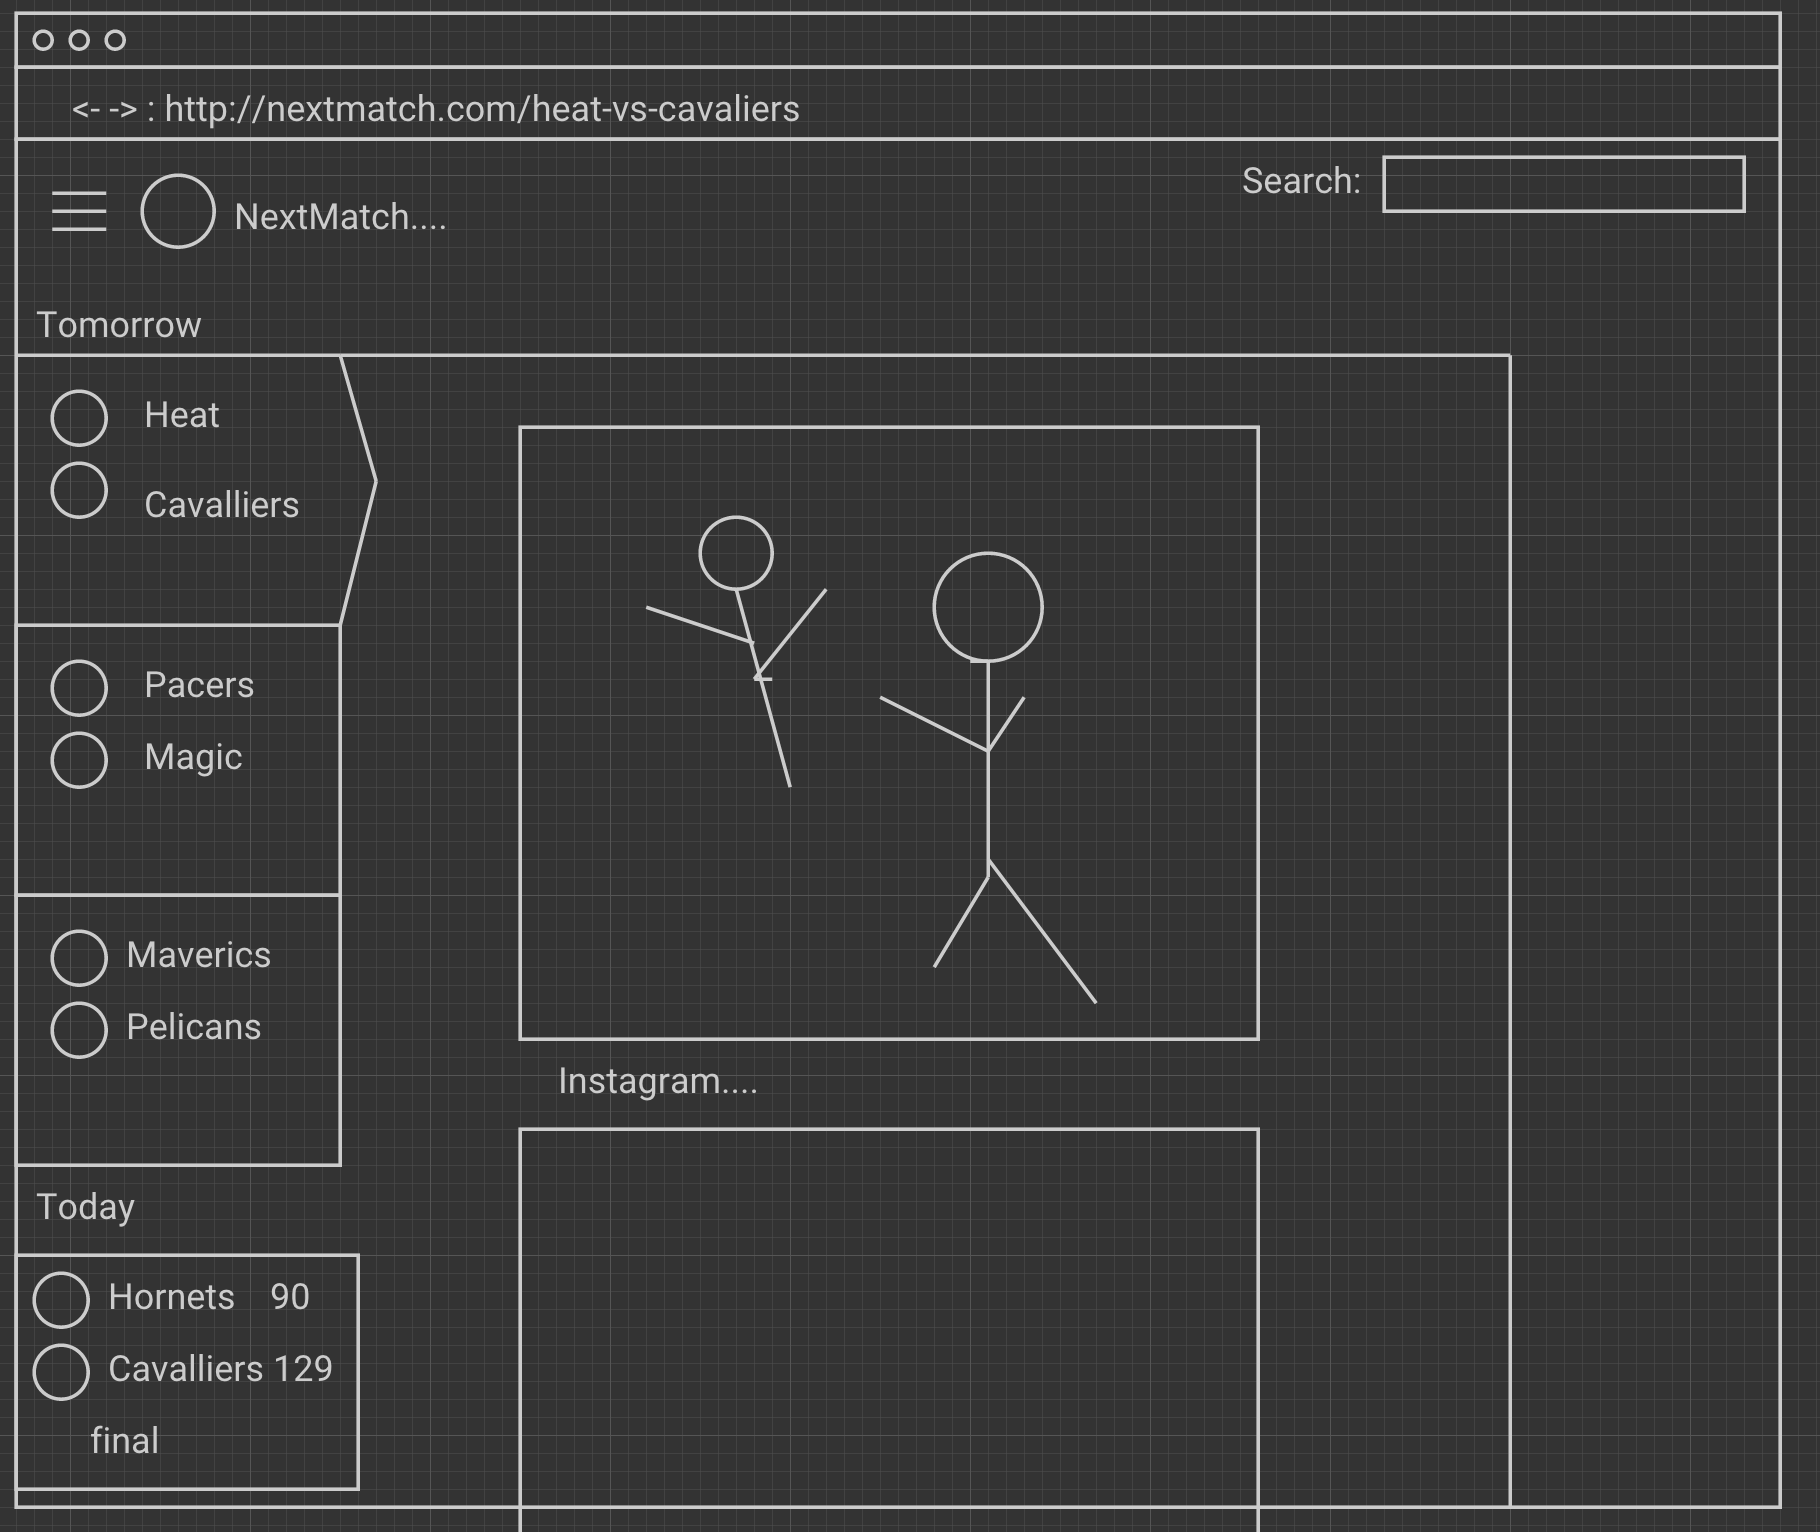 <- -> : http://nextmatch.com/heat-vs-cavaliers
Search:
NextMatch....
Tomorrow
Heat
Cavalliers
Pacers
Magic
Maverics
Pelicans
Instagram....
Today
Hornets 90
Cavalliers 129
final